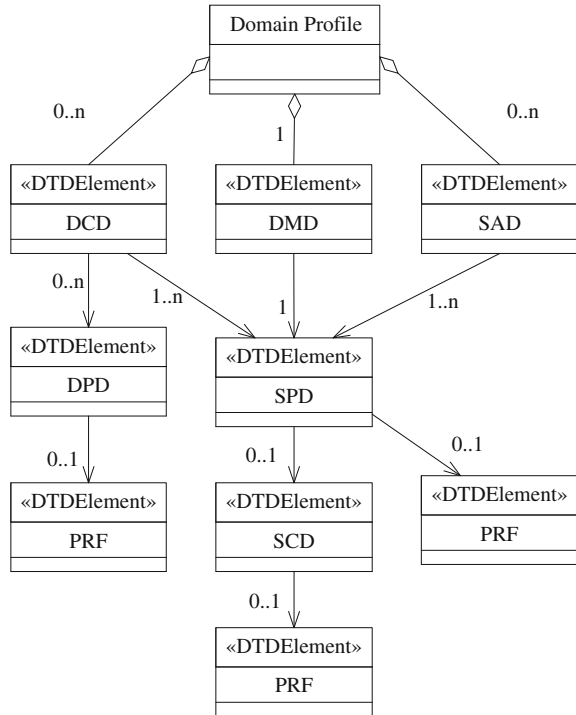 Domain Profile
0..n
1
0..n
«DTDElement»
«DTDElement»
«DTDElement»
DCD
DMD
SAD
0..n
1..n
1
1..n
«DTDElement»
«DTDElement»
DPD
SPD
0..1
0..1
0..1
«DTDElement»
«DTDElement»
«DTDElement»
PRF
SCD
PRF
0..1
«DTDElement»
PRF